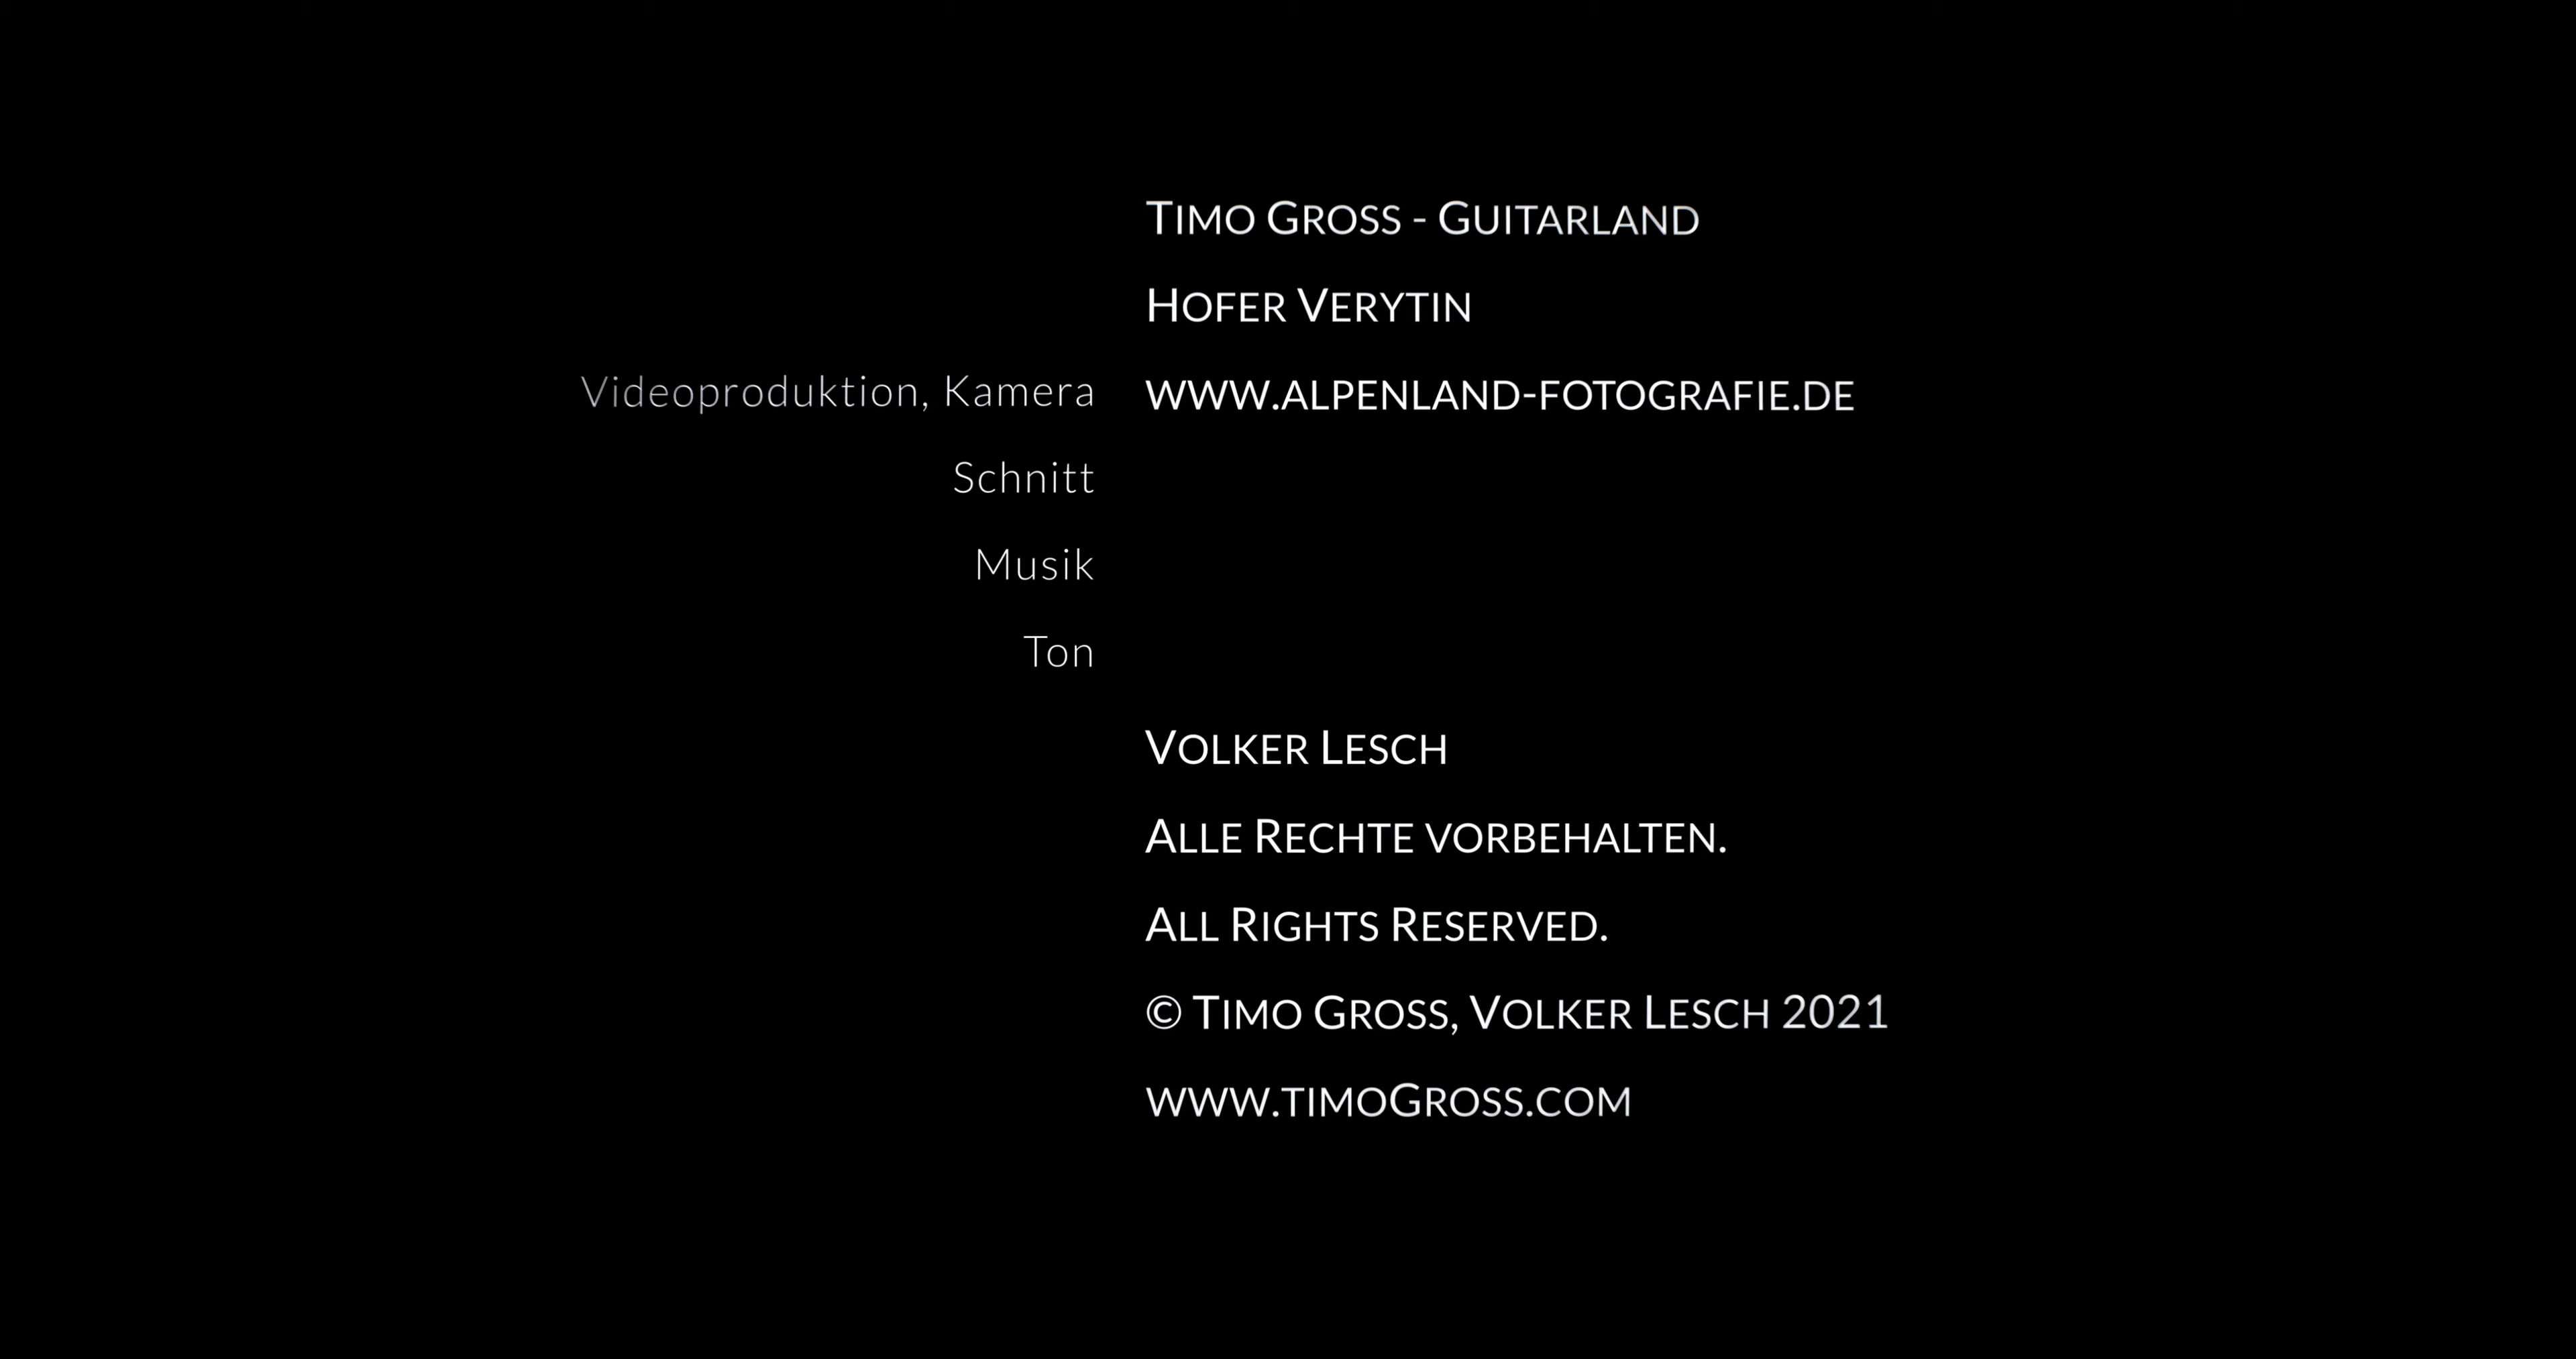 Timo Gross - Guitarland
Hofer Verytin
Videoproduktion, Kamera www.alpenland-fotografie.de
Schnitt
Musik
Ton
Volker Lesch
Alle Rechte vorbehalten.
All Rights Reserved.
© Timo Gross, Volker Lesch 2021
www.timoGross.com